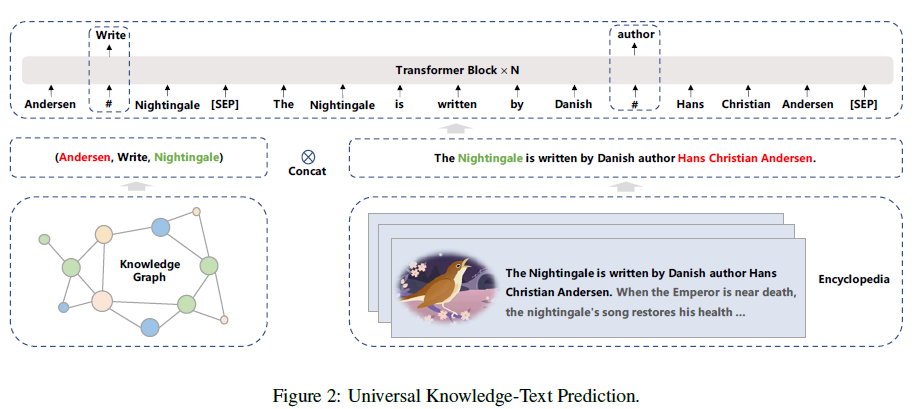 Write author
Transformer Block × N
Andersen # Nightingale [SEP] The Nightingale is written by Danish # Hans Christian Andersen [SEP]
(Andersen, Write, Nightingale)
Concat
The Nightingale is written by Danish author Hans Christian Andersen.
Knowledge
Graph
The Nightingale is written by Danish author Hans
Christian Andersen. When the Emperor is near death,
the nightingale's song restores his health ...
Encyclopedia
Figure 2: Universal Knowledge-Text Prediction.